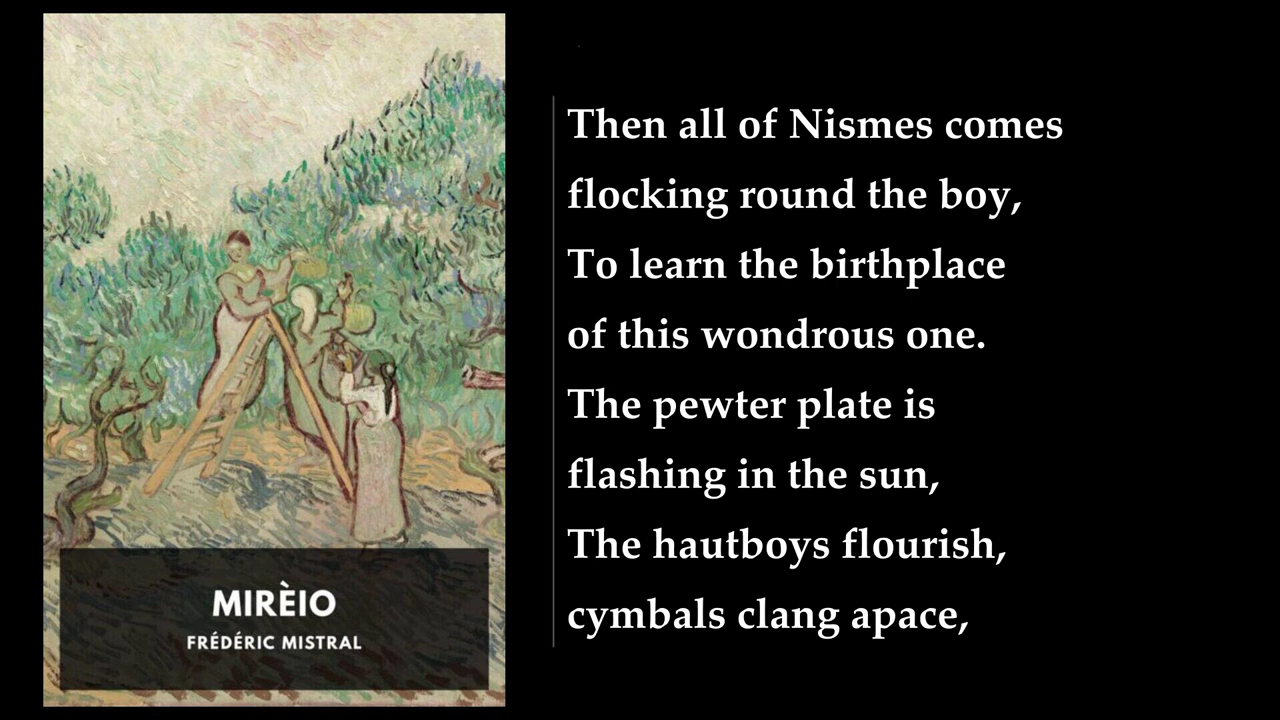 MIRÈIO
FRÉDÉRIC MISTRAL
Then all of Nismes comes
flocking round the boy,
To learn the birthplace
of this wondrous one.
The pewter plate is
flashing in the sun,
The hautboys flourish,
cymbals clang apace,